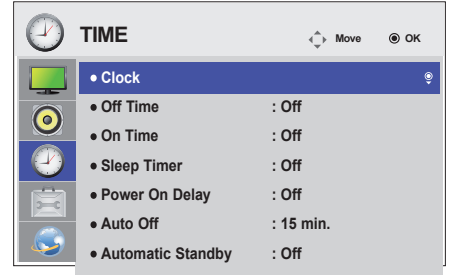 TIME Move OK
● Clock
● Off Time : Off
● On Time : Off
● Sleep Timer : Off
● Power On Delay : Off
● Auto Off : 15 min.
● Automatic Standby : Off